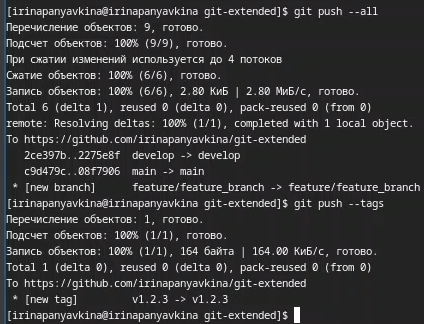 [irinapanyavkina@irinapanyavkina git-extended]$ git push --all
Перечисление объектов: 9, готово.
Подсчет объектов: 100% (9/9), готово.
При сжатии изменений используется до 4 потоков
Сжатие объектов: 100% (6/6), готово.
Запись объектов: 100% (6/6), 2.80 КиБ | 2.80 МиБ/с, готово.
Total 6 (delta 1), reused 0 (delta 0), pack-reused 0 (from 0)
remote: Resolving deltas: 100% (1/1), completed with 1 local object.
To https://github.com/irinapanyavkina/git-extended
2ce397b..2275e8f  develop -> develop
c9d479c..08f7906  main -> main
* [new branch]      feature/feature_branch -> feature/feature_branch
[irinapanyavkina@irinapanyavkina git-extended]$ git push --tags
Перечисление объектов: 1, готово.
Подсчет объектов: 100% (1/1), готово.
Запись объектов: 100% (1/1), 164 байта | 164.00 КиБ/с, готово.
Total 1 (delta 0), reused 0 (delta 0), pack-reused 0 (from 0)
To https://github.com/irinapanyavkina/git-extended
* [new tag]         v1.2.3 -> v1.2.3
[irinapanyavkina@irinapanyavkina git-extended]$